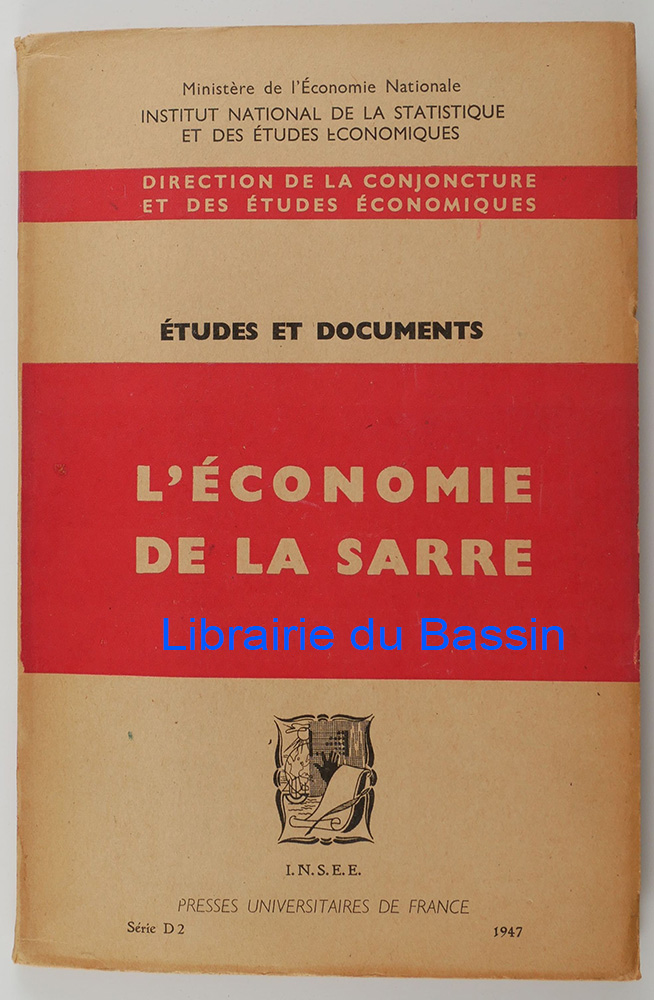 Ministère de l'Économie Nationale
INSTITUT NATIONAL DE LA STATISTIQUE
ET DES ÉTUDES ÉCONOMIQUES
DIRECTION DE LA CONJONCTURE
ET DES ÉTUDES ÉCONOMIQUES
ÉTUDES ET DOCUMENTS
L'ÉCONOMIE
DE LA SARRE
Librairie du Bassin
I.N.S.E.E.
PRESSES UNIVERSITAIRES DE FRANCE
Série D2 1947